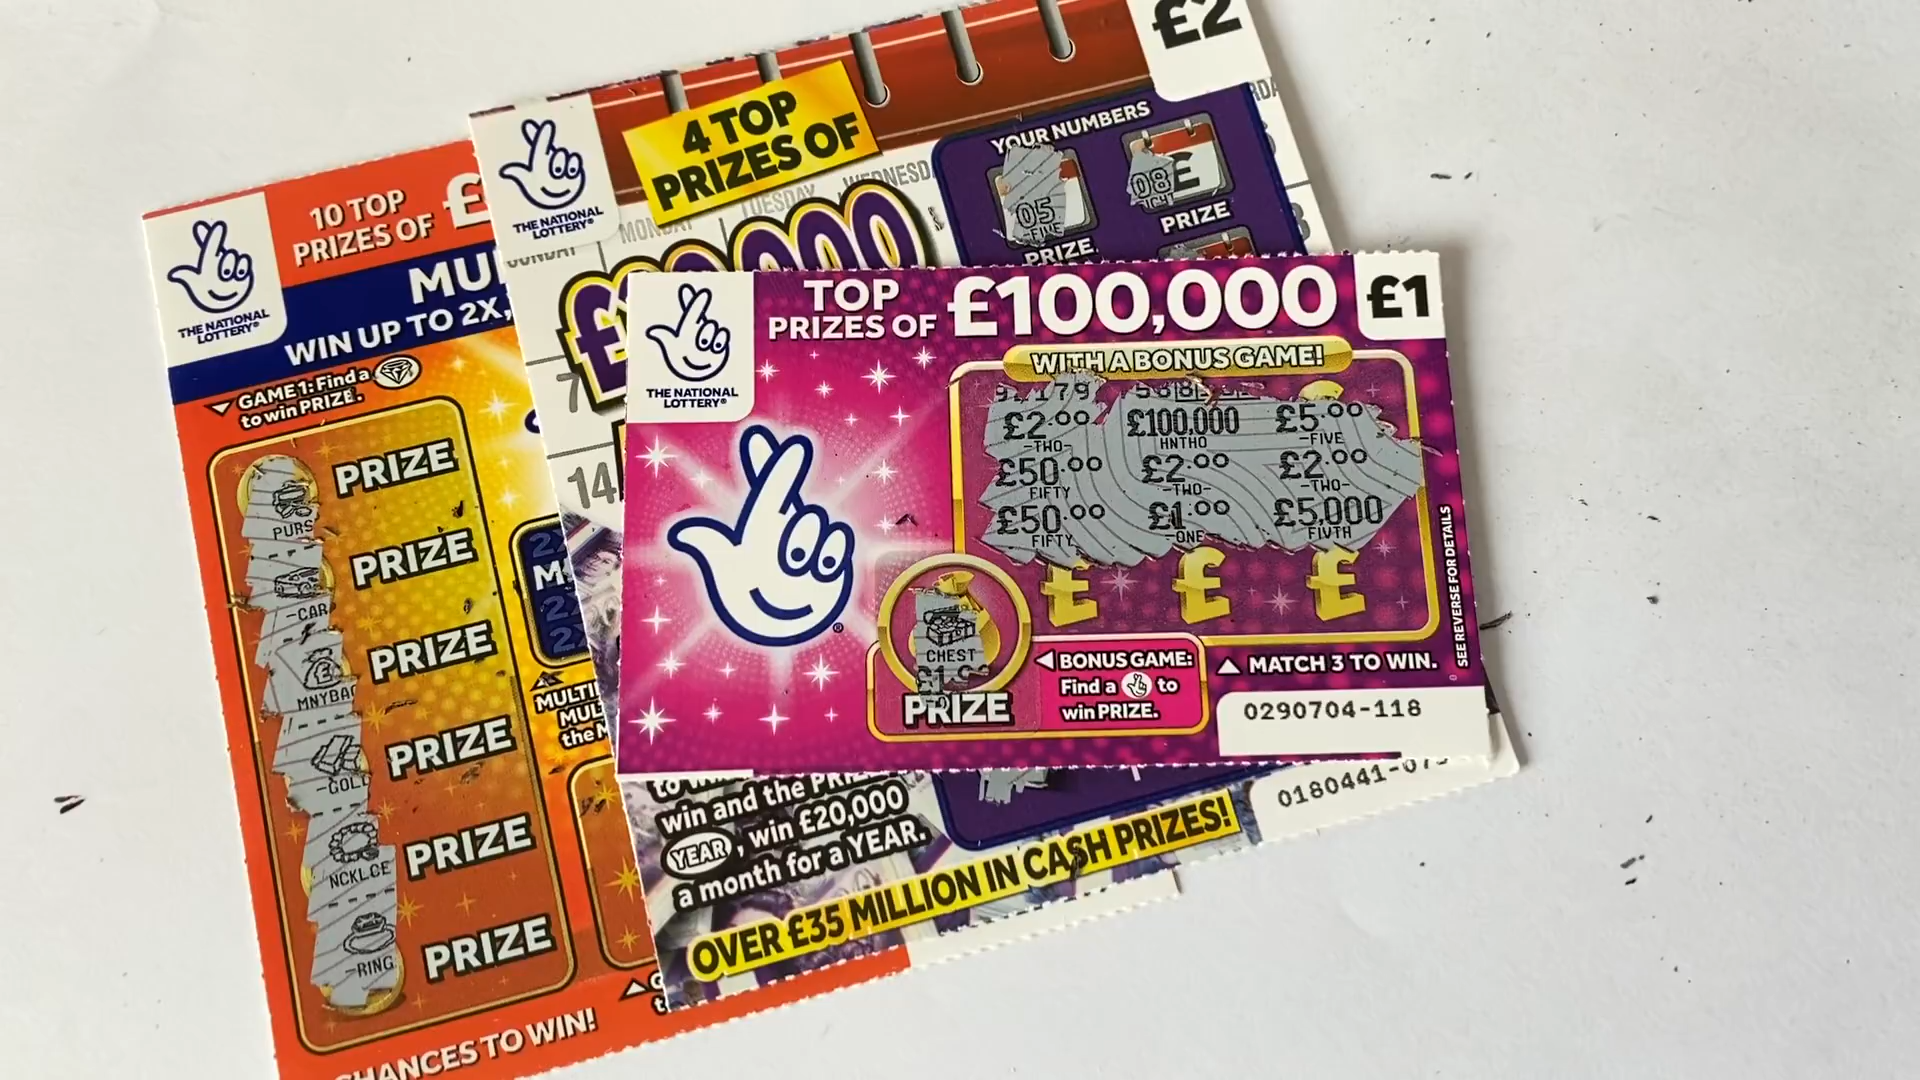 10 TOP
PRIZES OF £
THE NATIONAL
LOTTERY®
WIN UP TO 2X,
GAME 1: Find a
to win PRIZE.
PURS
PRIZE
-CAR
PRIZE
MNYBAG
PRIZE
-GOLD
PRIZE
NCKLCE
PRIZE
-RING
PRIZE
CHANCES TO WIN!
£2
4 TOP
PRIZES OF
THE NATIONAL
LOTTERY®
SUNDAY
MONDAY
TUESDAY
WEDNESD
7
14
YOUR NUMBERS
05
-FIVE
PRIZE
08
£
PRIZE
win and the PRIZE
YEAR, win £20,000
a month for a YEAR.
OVER £35 MILLION IN CASH PRIZES!
0180441-07
TOP
PRIZES OF £100,000
£1
THE NATIONAL
LOTTERY®
WITH A BONUS GAME!
£2.00 £100,000 £5.00
-TWO- HNTHO -FIVE
£50.00 £2.00 £2.00
FIFTY -TWO- -TWO-
£50.00 £1.00 £5,000
FIFTY -ONE- FIVTH
£ £ £
CHEST
PRIZE
BONUS GAME:
Find a to
win PRIZE.
MATCH 3 TO WIN.
0290704-118
SEE REVERSE FOR DETAILS